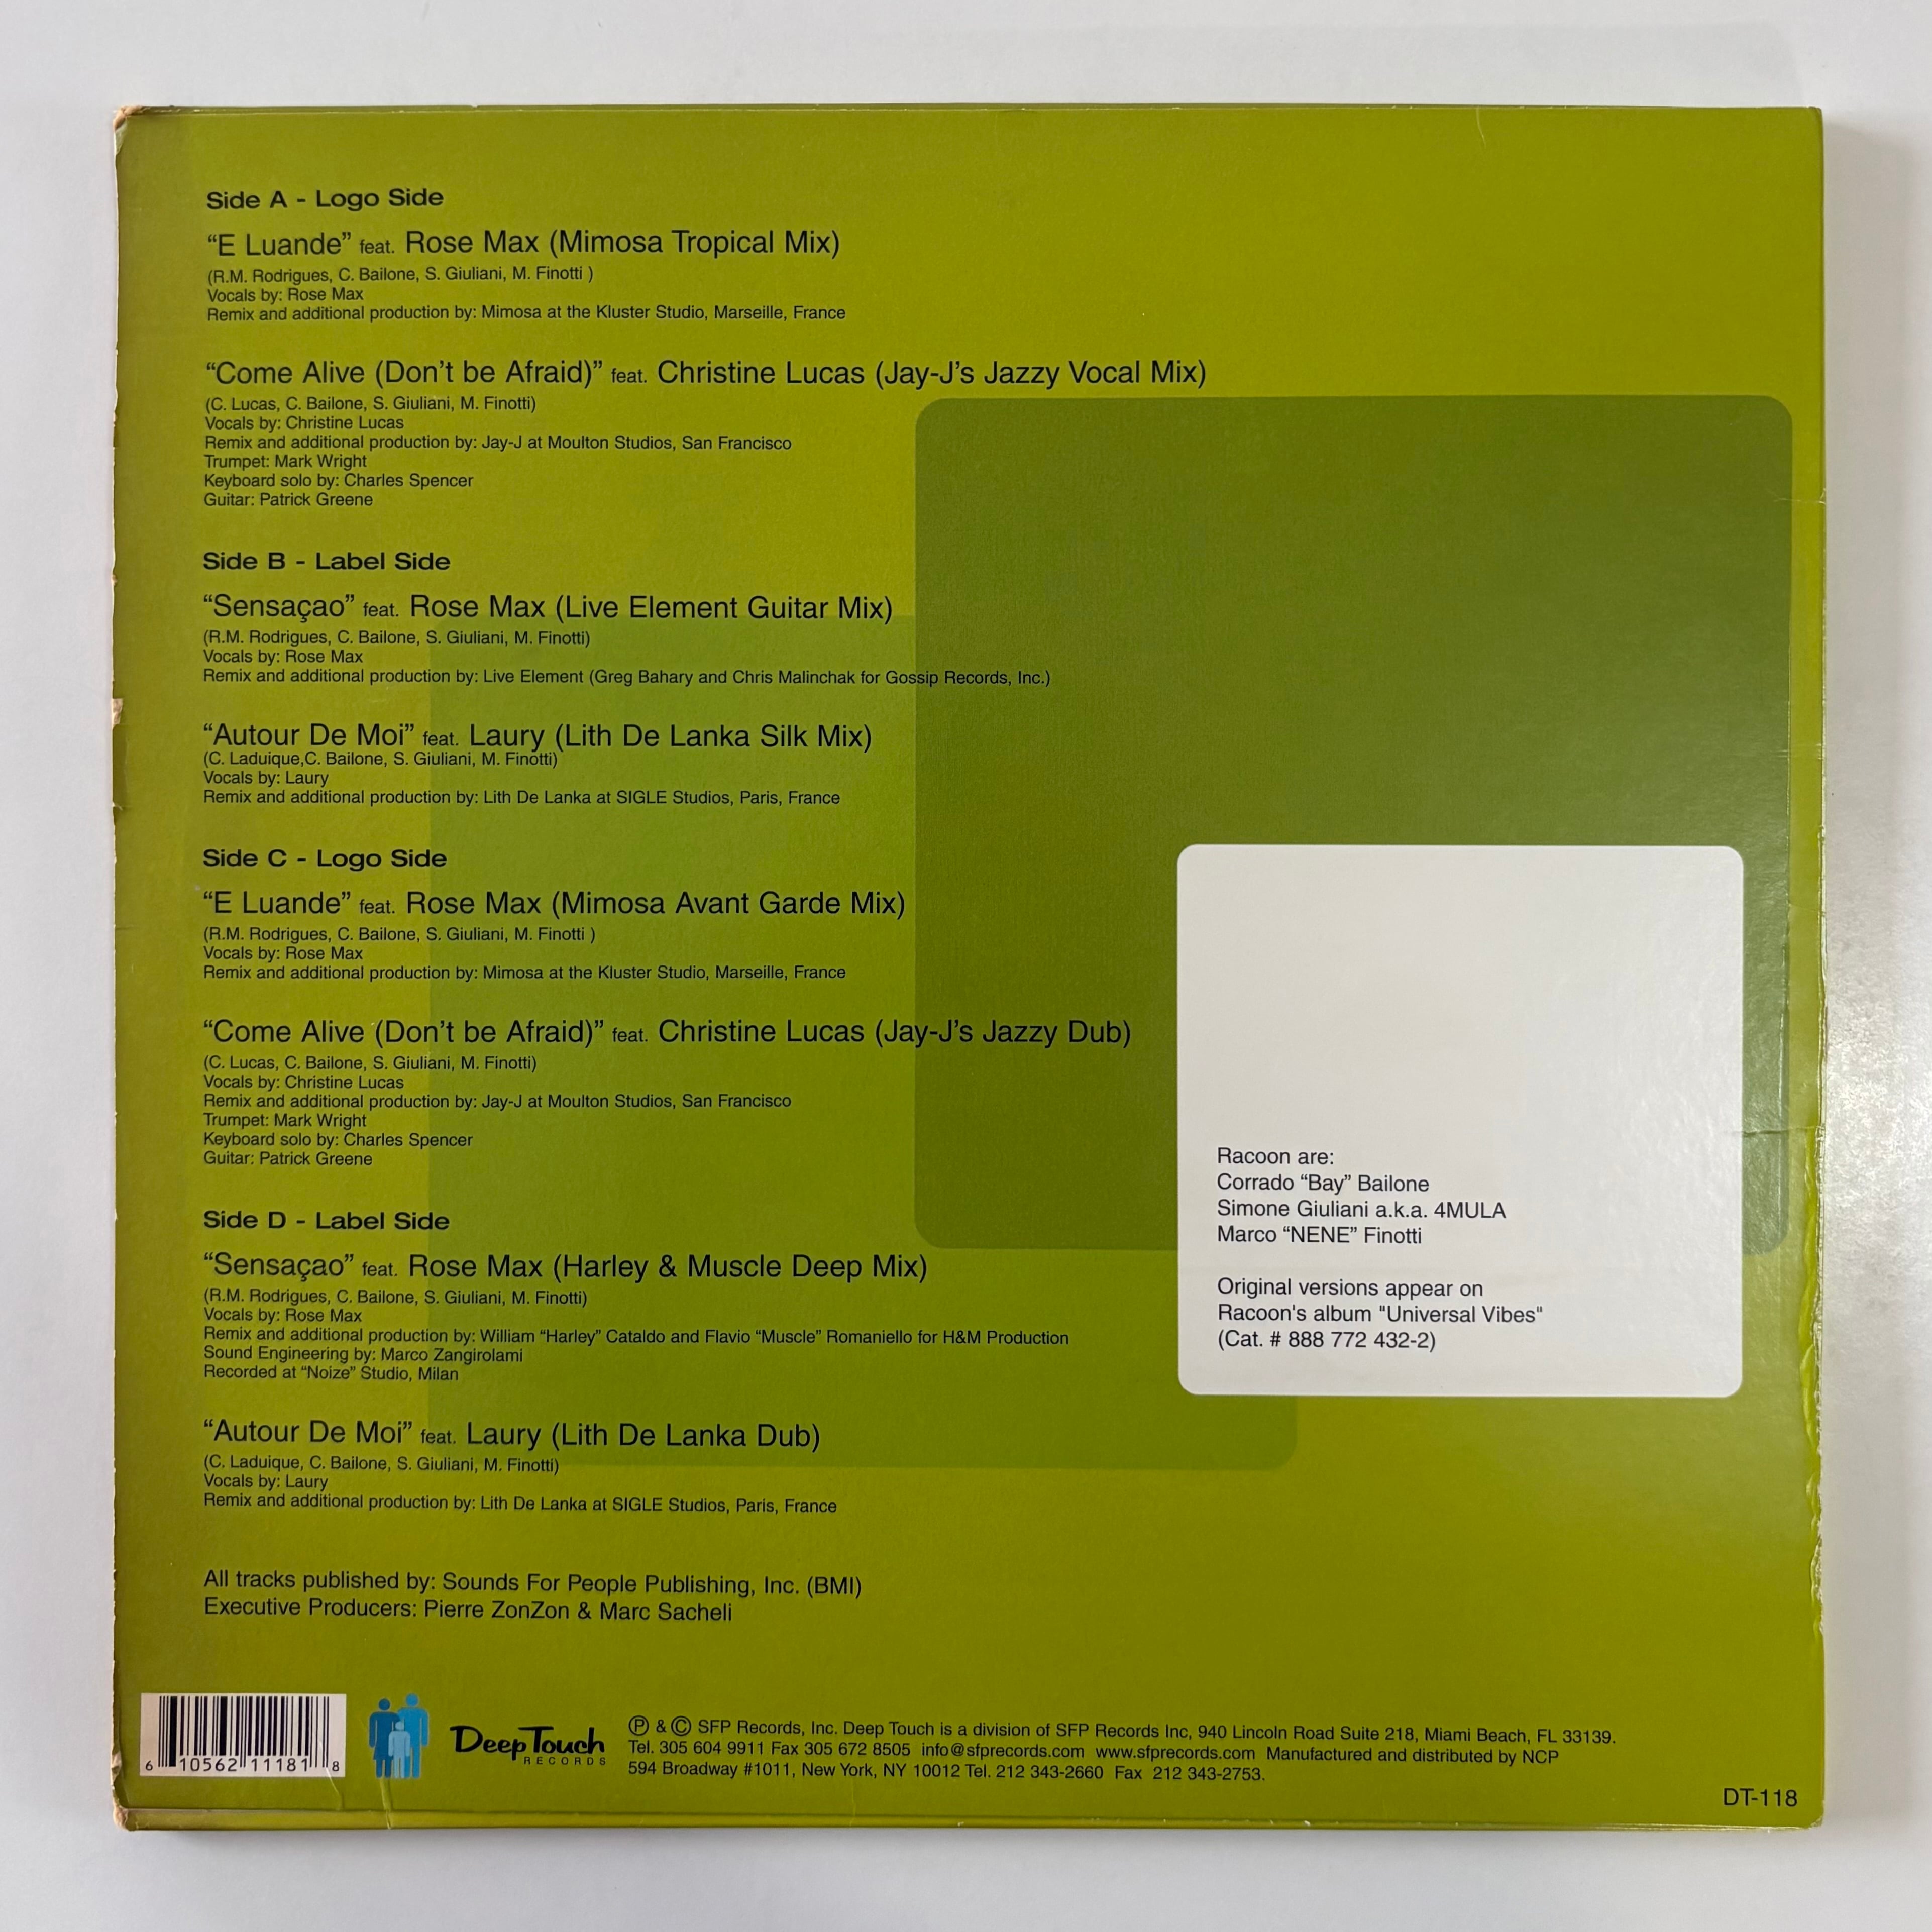 Side A - Logo Side
“E Luande” feat. Rose Max (Mimosa Tropical Mix)
(R.M. Rodrigues, C. Bailone, S. Giuliani, M. Finotti )
Vocals by: Rose Max
Remix and additional production by: Mimosa at the Kluster Studio, Marseille, France
“Come Alive (Don’t be Afraid)” feat. Christine Lucas (Jay-J’s Jazzy Vocal Mix)
(C. Lucas, C. Bailone, S. Giuliani, M. Finotti)
Vocals by: Christine Lucas
Remix and additional production by: Jay-J at Moulton Studios, San Francisco
Trumpet: Mark Wright
Keyboard solo by: Charles Spencer
Guitar: Patrick Greene
Side B - Label Side
“Sensaçao” feat. Rose Max (Live Element Guitar Mix)
(R.M. Rodrigues, C. Bailone, S. Giuliani, M. Finotti)
Vocals by: Rose Max
Remix and additional production by: Live Element (Greg Bahary and Chris Malinchak for Gossip Records, Inc.)
“Autour De Moi” feat. Laury (Lith De Lanka Silk Mix)
(C. Laduique,C. Bailone, S. Giuliani, M. Finotti)
Vocals by: Laury
Remix and additional production by: Lith De Lanka at SIGLE Studios, Paris, France
Side C - Logo Side
“E Luande” feat. Rose Max (Mimosa Avant Garde Mix)
(R.M. Rodrigues, C. Bailone, S. Giuliani, M. Finotti )
Vocals by: Rose Max
Remix and additional production by: Mimosa at the Kluster Studio, Marseille, France
“Come Alive (Don’t be Afraid)” feat. Christine Lucas (Jay-J’s Jazzy Dub)
(C. Lucas, C. Bailone, S. Giuliani, M. Finotti)
Vocals by: Christine Lucas
Remix and additional production by: Jay-J at Moulton Studios, San Francisco
Trumpet: Mark Wright
Keyboard solo by: Charles Spencer
Guitar: Patrick Greene
Side D - Label Side
“Sensaçao” feat. Rose Max (Harley & Muscle Deep Mix)
(R.M. Rodrigues, C. Bailone, S. Giuliani, M. Finotti)
Vocals by: Rose Max
Remix and additional production by: William “Harley” Cataldo and Flavio “Muscle” Romaniello for H&M Production
Sound Engineering by: Marco Zangirolami
Recorded at “Noize” Studio, Milan
“Autour De Moi” feat. Laury (Lith De Lanka Dub)
(C. Laduique, C. Bailone, S. Giuliani, M. Finotti)
Vocals by: Laury
Remix and additional production by: Lith De Lanka at SIGLE Studios, Paris, France
All tracks published by: Sounds For People Publishing, Inc. (BMI)
Executive Producers: Pierre ZonZon & Marc Sacheli
Racoon are:
Corrado “Bay” Bailone
Simone Giuliani a.k.a. 4MULA
Marco “NENE” Finotti
Original versions appear on
Racoon's album "Universal Vibes"
(Cat. # 888 772 432-2)
6 10562 11181 8
Deep Touch
RECORDS
℗ & © SFP Records, Inc. Deep Touch is a division of SFP Records Inc, 940 Lincoln Road Suite 218, Miami Beach, FL 33139.
Tel. 305 604 9911 Fax 305 672 8505 info@sfprecords.com www.sfprecords.com Manufactured and distributed by NCP
594 Broadway #1011, New York, NY 10012 Tel. 212 343-2660 Fax 212 343-2753.
DT-118